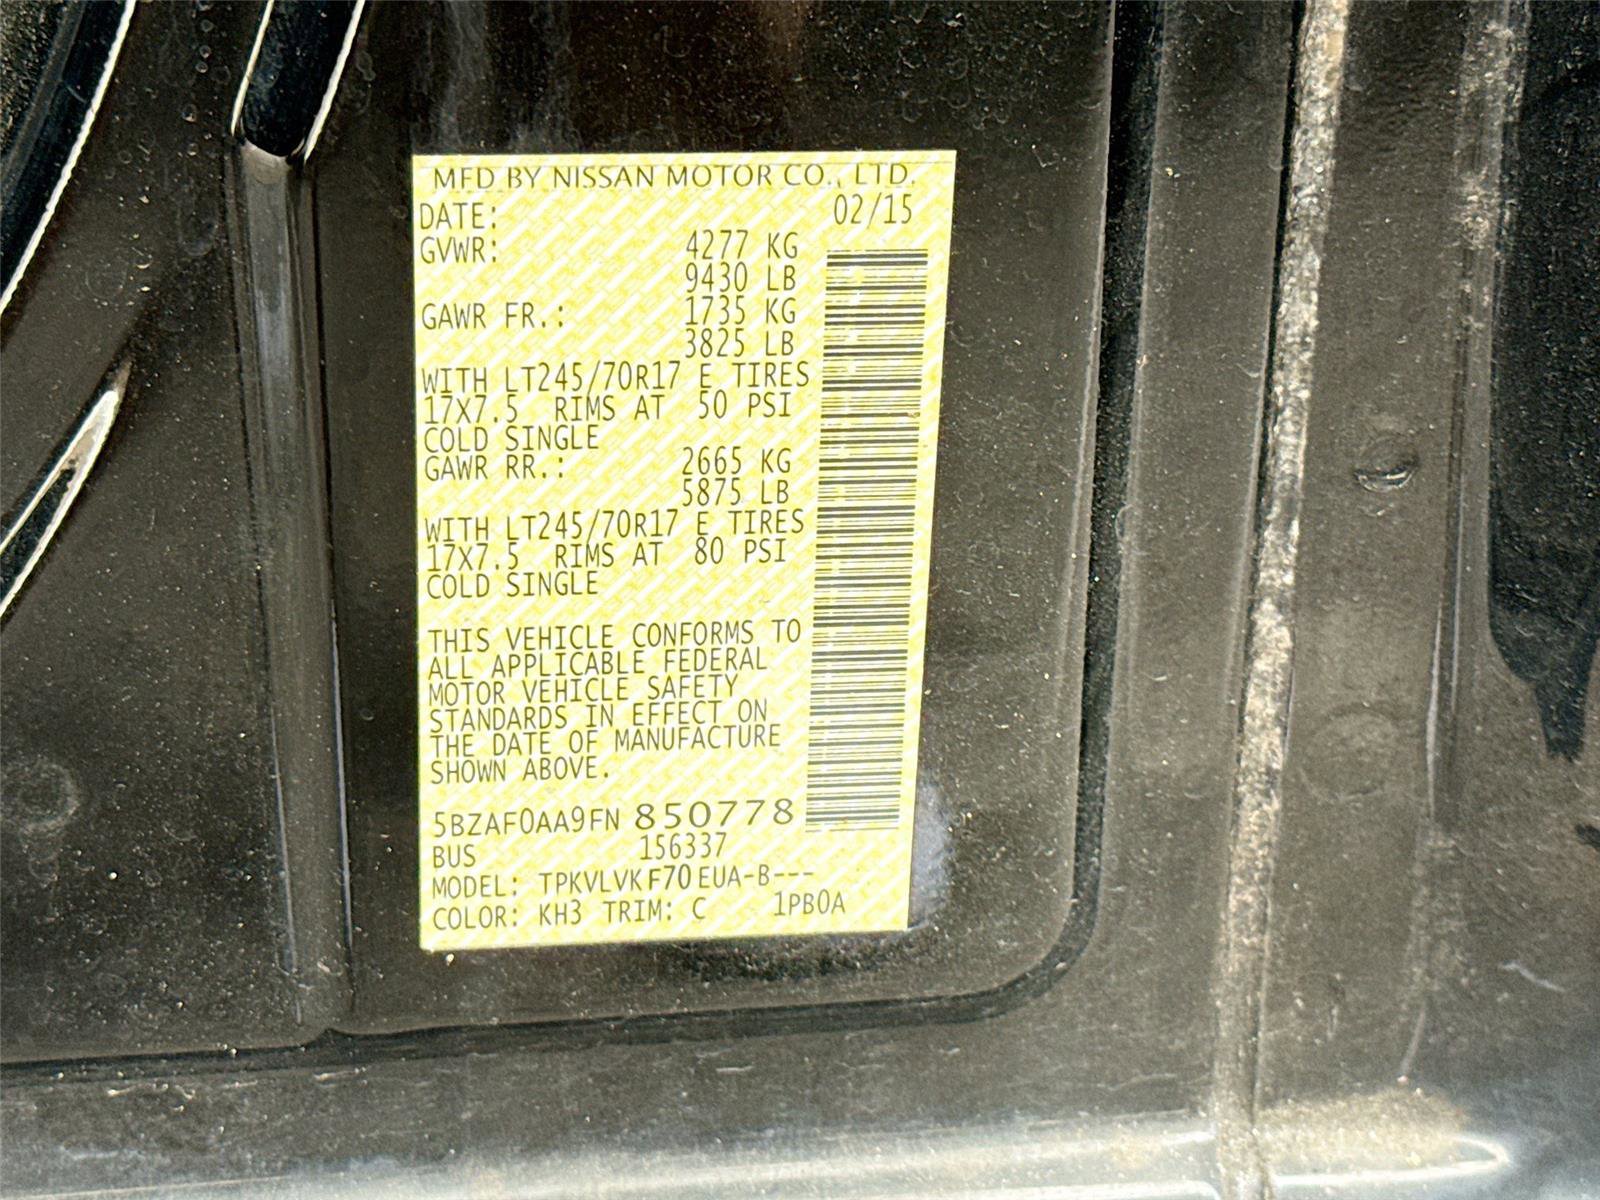 MFD BY NISSAN MOTOR CO., LTD.
DATE: 02/15
GVWR: 4277 KG
9430 LB
GAWR FR.: 1735 KG
3825 LB
WITH LT245/70R17 E TIRES
17X7.5 RIMS AT 50 PSI
COLD SINGLE
GAWR RR.: 2665 KG
5875 LB
WITH LT245/70R17 E TIRES
17X7.5 RIMS AT 80 PSI
COLD SINGLE
THIS VEHICLE CONFORMS TO
ALL APPLICABLE FEDERAL
MOTOR VEHICLE SAFETY
STANDARDS IN EFFECT ON
THE DATE OF MANUFACTURE
SHOWN ABOVE.
5BZAF0AA9FN 850778
BUS 156337
MODEL: TPKVLVKF70EUA-B---
COLOR: KH3 TRIM: C 1PB0A